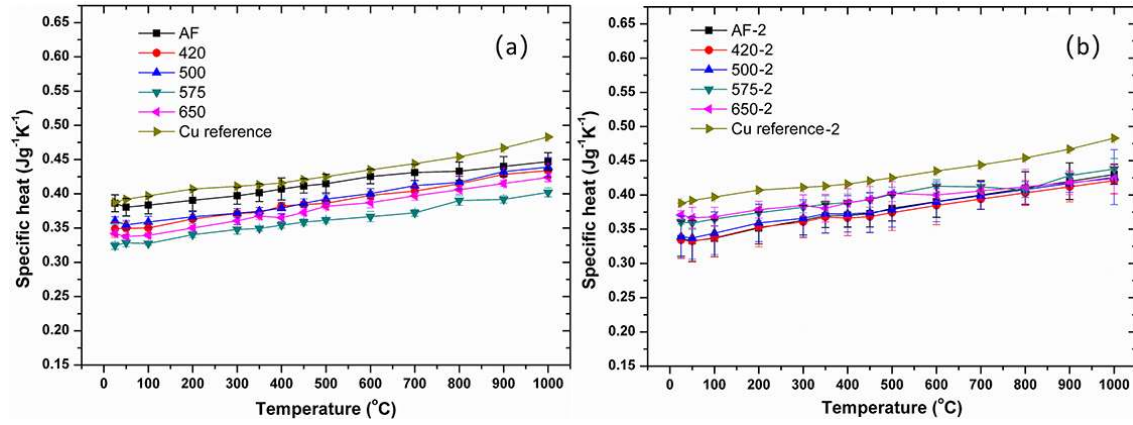 (a)
AF
420
500
575
650
Cu reference
Specific heat (Jg⁻¹K⁻¹)
0.65
0.60
0.55
0.50
0.45
0.40
0.35
0.30
0.25
0.20
0.15
0 100 200 300 400 500 600 700 800 900 1000
Temperature (°C)
(b)
AF-2
420-2
500-2
575-2
650-2
Cu reference-2
Specific heat (Jg⁻¹K⁻¹)
0.65
0.60
0.55
0.50
0.45
0.40
0.35
0.30
0.25
0.20
0.15
0 100 200 300 400 500 600 700 800 900 1000
Temperature (°C)